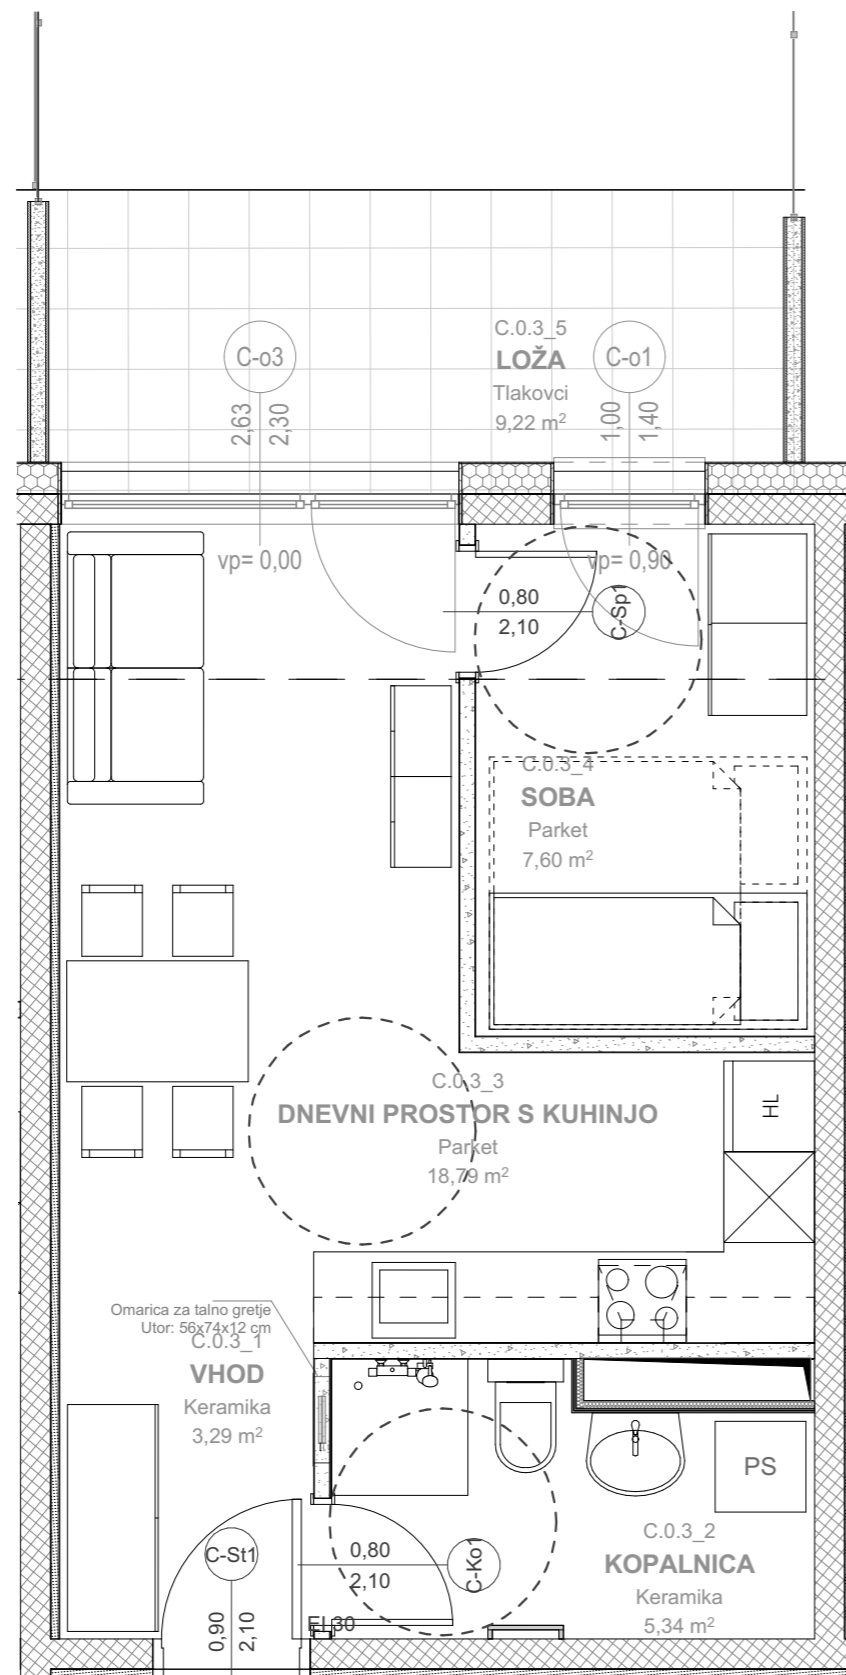 C.0.3_5
LOŽA
Tlakovci
9,22 m²
C-o3
2,63
2,30
C-o1
1,00
1,40
vp= 0,00
vp= 0,90
0,80
2,10
C-Sp1
C.0.3_4
SOBA
Parket
7,60 m²
C.0.3_3
DNEVNI PROSTOR S KUHINJO
Parket
18,79 m²
HL
Omarica za talno gretje
Utor: 56x74x12 cm
C.0.3_1
VHOD
Keramika
3,29 m²
PS
C.0.3_2
KOPALNICA
Keramika
5,34 m²
C-St1
0,90
2,10
0,80
2,10
C-Ko1
EI 30